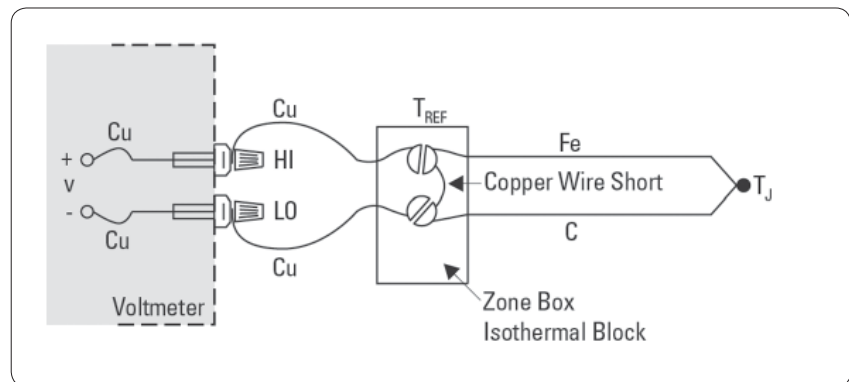 Cu
T_REF
Cu
+
HI
Fe
v
Copper Wire Short
T_J
-
LO
Cu
C
Cu
Voltmeter
Zone Box
Isothermal Block